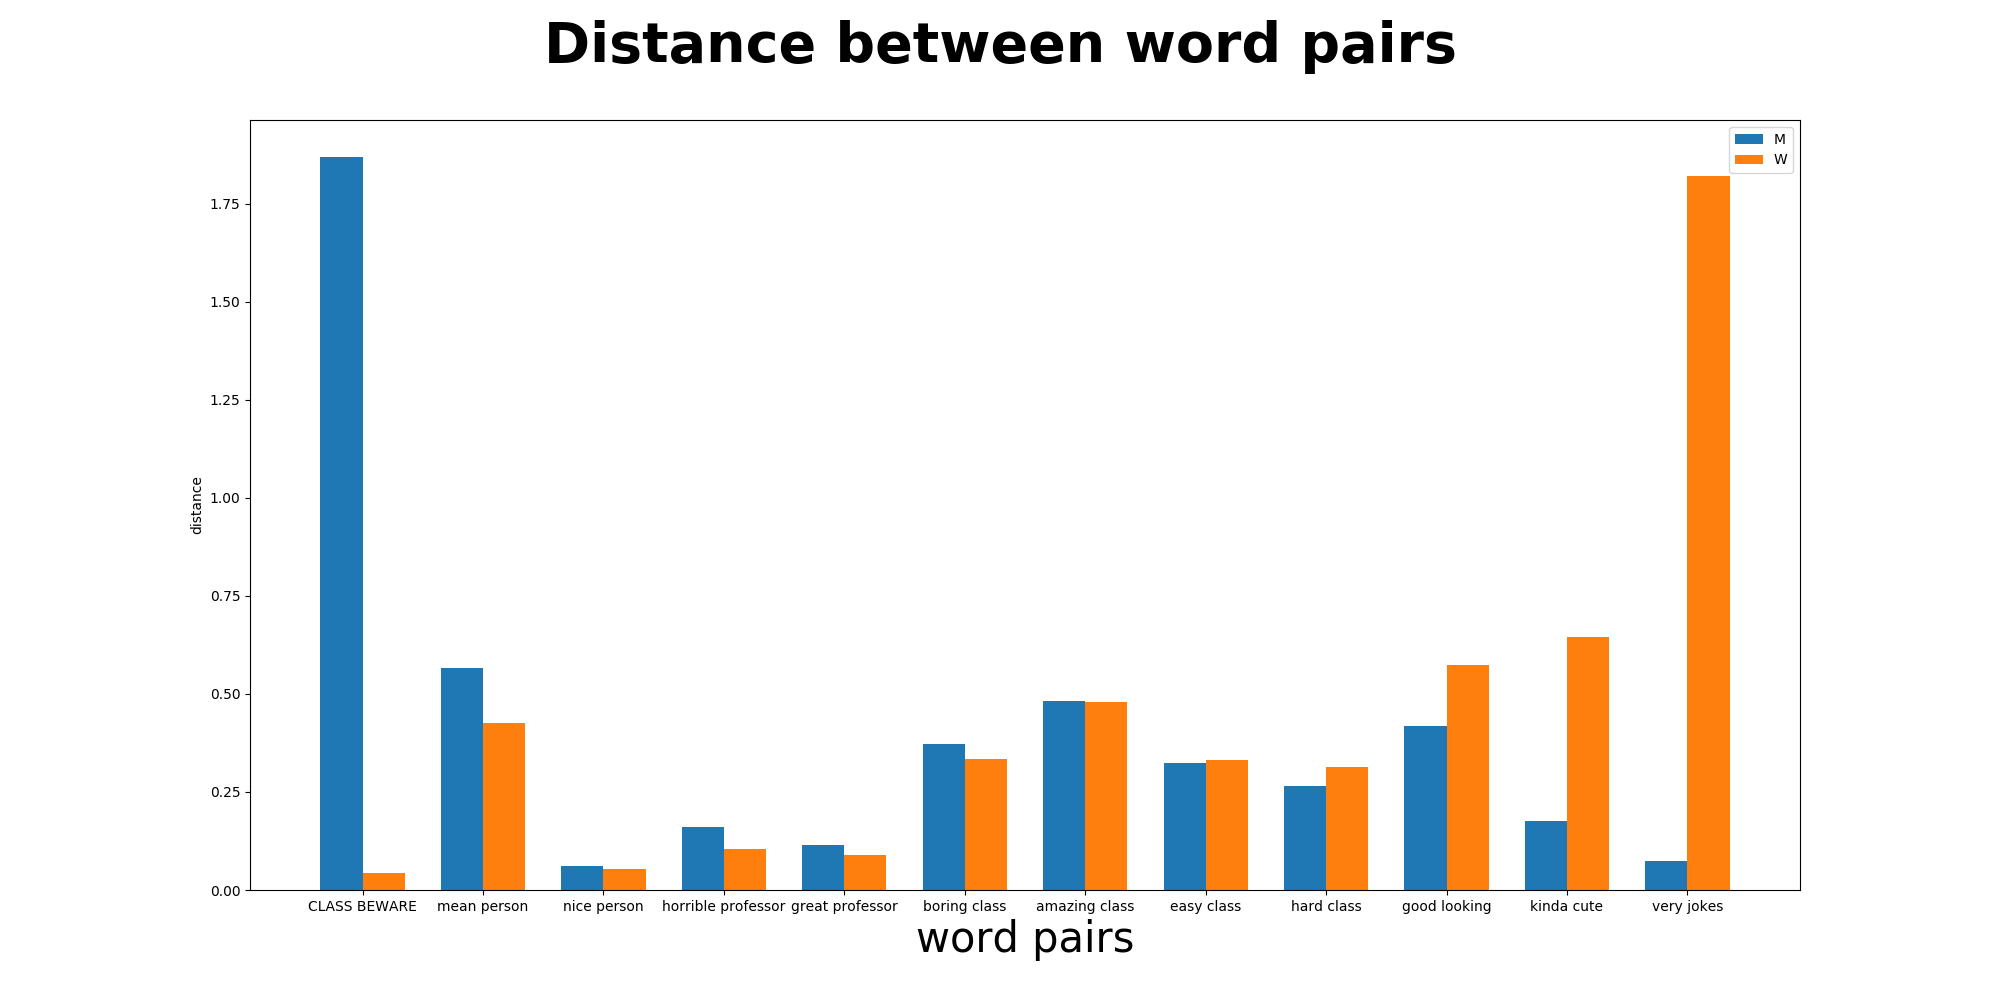 Distance between word pairs
M
W
distance
1.75
1.50
1.25
1.00
0.75
0.50
0.25
0.00
CLASS BEWARE mean person nice person horrible professor great professor boring class amazing class easy class hard class good looking kinda cute very jokes
word pairs